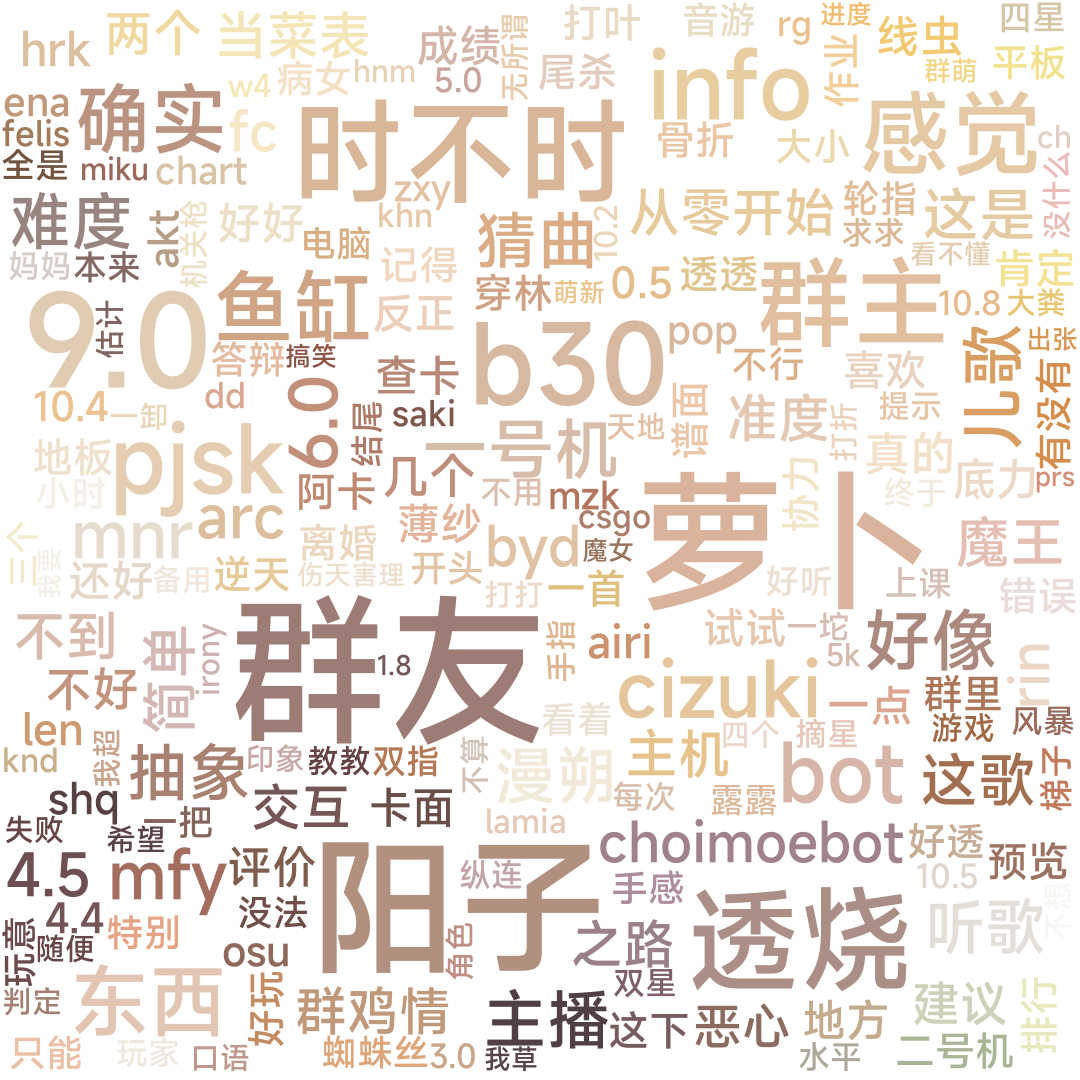 hrk
两个
当菜表
成绩
无所谓
打叶
音游
rg
进度
四星
w4
病女
hnm
5.0
尾杀
info
作业
线虫
群萌
平板
ena
felis
全是
确实
fc
miku
chart
时不时
骨折
大小
感觉
ch
没什么
难度
akt
机关枪
好好
zxy
khn
猜曲
10.2
从零开始
轮指
求求
这是
看不懂
妈妈
本来
电脑
记得
穿林
萌新
0.5
透透
群主
肯定
9.0
估计
鱼缸
反正
b30
pop
10.8
大粪
答辩
搞笑
查卡
不行
喜欢
儿歌
出张
dd
6.0
saki
谱面
提示
有没有
10.4
一卸
结尾
一号机
天地
准度
打折
真的
地板
pjsk
阿卡
几个
不用
mzk
协力
终于
底力
prs
小时
mnr
arc
薄纱
csgo
萝卜
魔王
三个
我要
离婚
byd
魔女
还好
备用
逆天
伤天害理
开头
打打
一首
好听
上课
错误
不到
简单
irony
群友
1.8
手指
airi
试试
一坨
5k
好像
不好
cizuki
一点
群里
rin
len
看着
游戏
风暴
knd
我超
抽象
印象
教教
双指
不算
漫朔
主机
四个
摘星
bot
这歌
梯子
shq
一把
交互
卡面
每次
露露
失败
希望
lamia
choimoebot
好透
预览
4.5
mfy
评价
阳子
纵连
手感
10.5
不想
4.4
特别
没法
透烧
听歌
玩意
随便
osu
角色
之路
双星
判定
东西
好玩
群鸡情
主播
这下
恶心
地方
建议
排行
只能
玩家
口语
蜘蛛丝
3.0
我草
水平
二号机